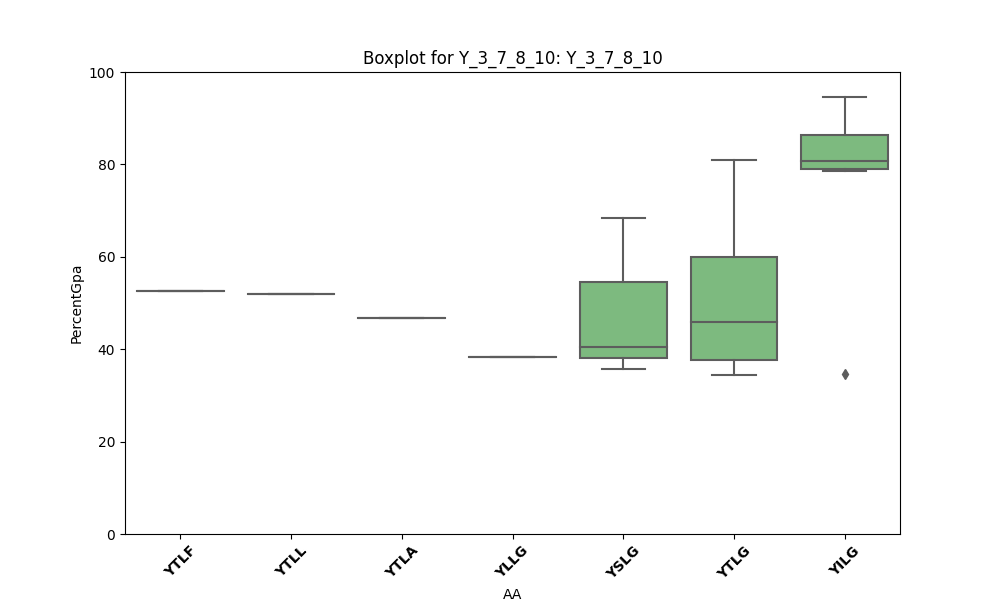 Boxplot for Y_3_7_8_10: Y_3_7_8_10
100
80
60
40
20
0
PercentGpa
YTLF
YTLL
YTLA
YLLG
YSLG
YTLG
YILG
AA